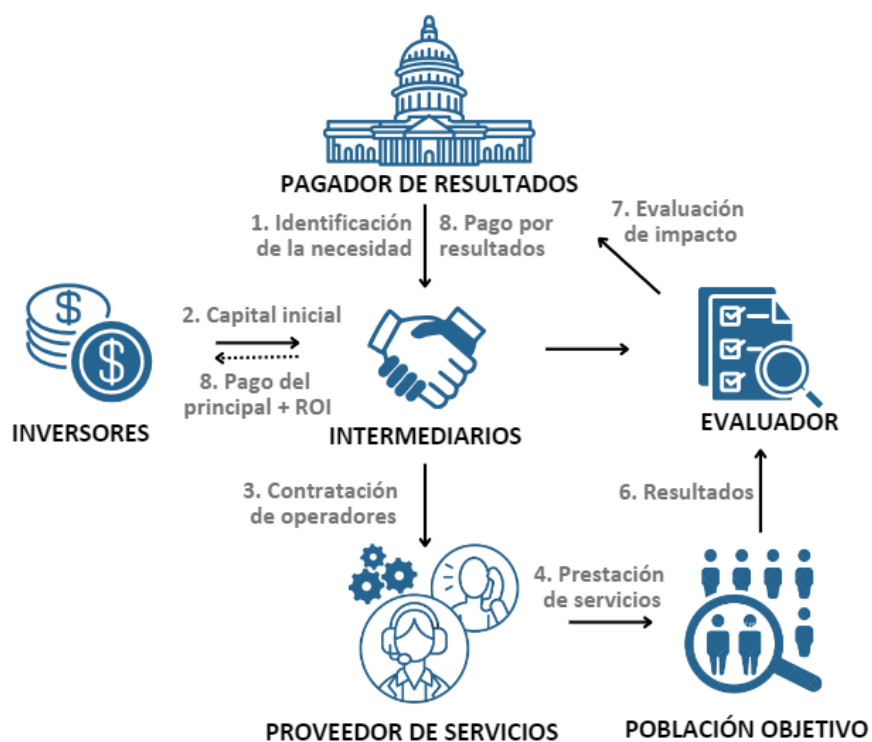 PAGADOR DE RESULTADOS
1. Identificación
de la necesidad
8. Pago por
resultados
7. Evaluación
de impacto
$
$
2. Capital inicial
8. Pago del
principal + ROI
INVERSORES
INTERMEDIARIOS
EVALUADOR
3. Contratación
de operadores
6. Resultados
4. Prestación
de servicios
PROVEEDOR DE SERVICIOS
POBLACIÓN OBJETIVO